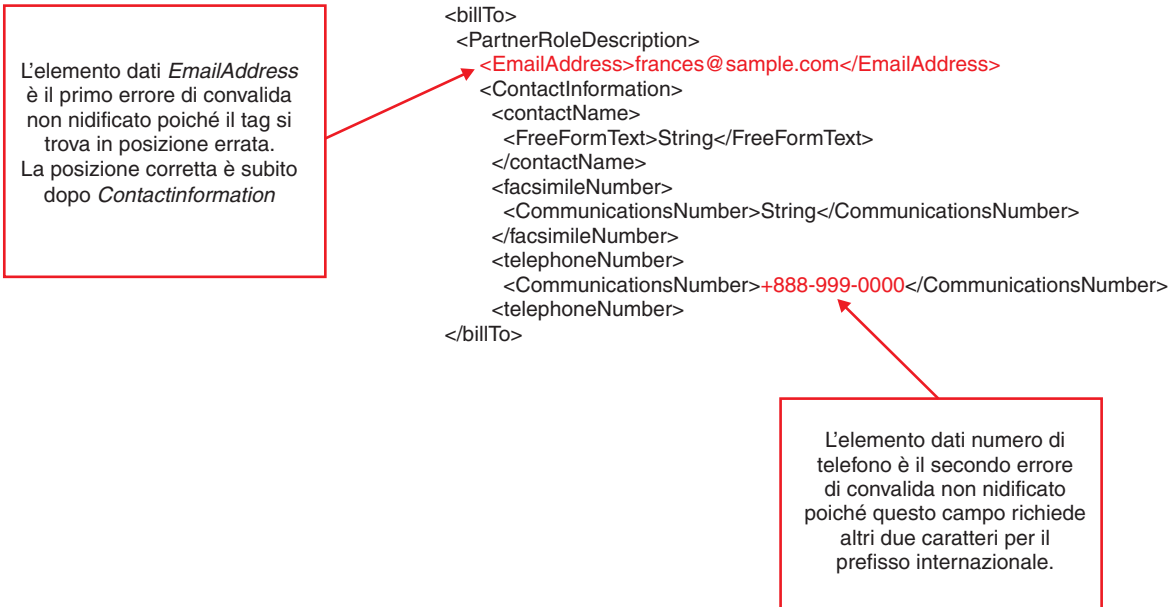 <billTo>
<PartnerRoleDescription>
<EmailAddress>frances@sample.com</EmailAddress>
<ContactInformation>
<contactName>
<FreeFormText>String</FreeFormText>
</contactName>
<facsimileNumber>
<CommunicationsNumber>String</CommunicationsNumber>
</facsimileNumber>
<telephoneNumber>
<CommunicationsNumber>+888-999-0000</CommunicationsNumber>
<telephoneNumber>
</billTo>
L'elemento dati EmailAddress
è il primo errore di convalida
non nidificato poiché il tag si
trova in posizione errata.
La posizione corretta è subito
dopo Contactinformation
L'elemento dati numero di
telefono è il secondo errore
di convalida non nidificato
poiché questo campo richiede
altri due caratteri per il
prefisso internazionale.